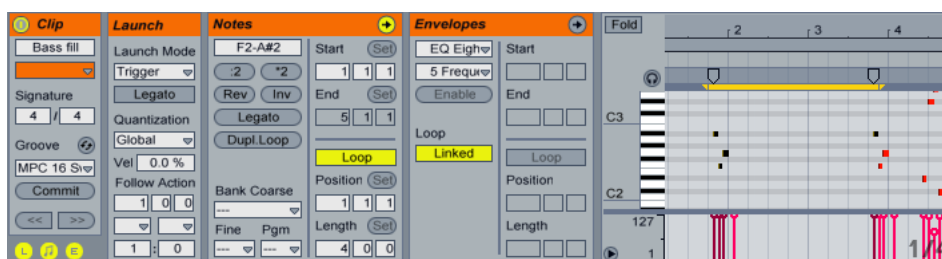 Clip
Bass fill
Signature
4 / 4
Groove
MPC 16 Sw
Commit
<< >>
L E
Launch
Launch Mode
Trigger
Legato
Quantization
Global
Vel 0.0 %
Follow Action
1 0 0
1 : 0
Notes
F2-A#2
:2 *2
Rev Inv
Legato
Dupl.Loop
Bank Coarse
---
Fine Pgm
--- ---
Start Set
1 1 1
End Set
5 1 1
Loop
Position Set
1 1 1
Length Set
4 0 0
Envelopes
EQ Eigh
5 Freque
Enable
Loop
Linked
Start
End
Loop
Position
Length
Fold
2 3 4
C3
C2
127
1